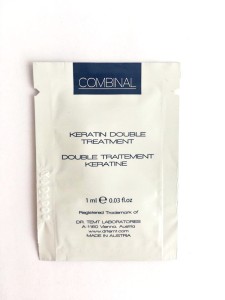 COMBINAL
KERATIN DOUBLE
TREATMENT
DOUBLE TRAITEMENT
KERATINE
1 ml ℮ 0.03 fl.oz
Registered Trademark of
DR. TEMT LABORATORIES
A-1160 Vienna, Austria
www.drtemt.com
MADE IN AUSTRIA